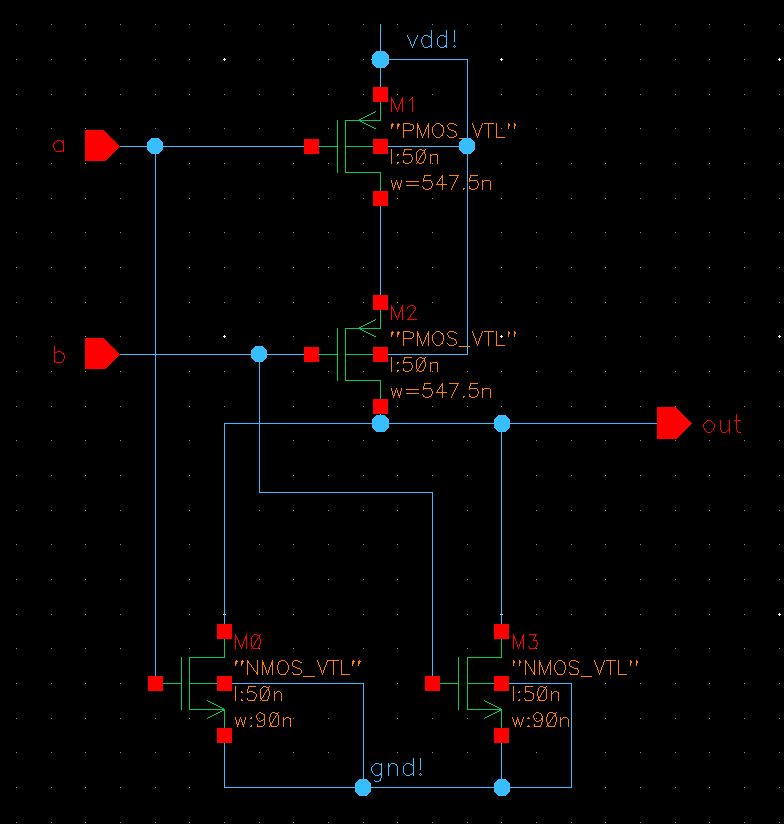 vdd!
M1
"PMOS_VTL"
l:50n
w=547.5n
a
M2
"PMOS_VTL"
l:50n
w=547.5n
b
out
M0
"NMOS_VTL"
l:50n
w:90n
M3
"NMOS_VTL"
l:50n
w:90n
gnd!